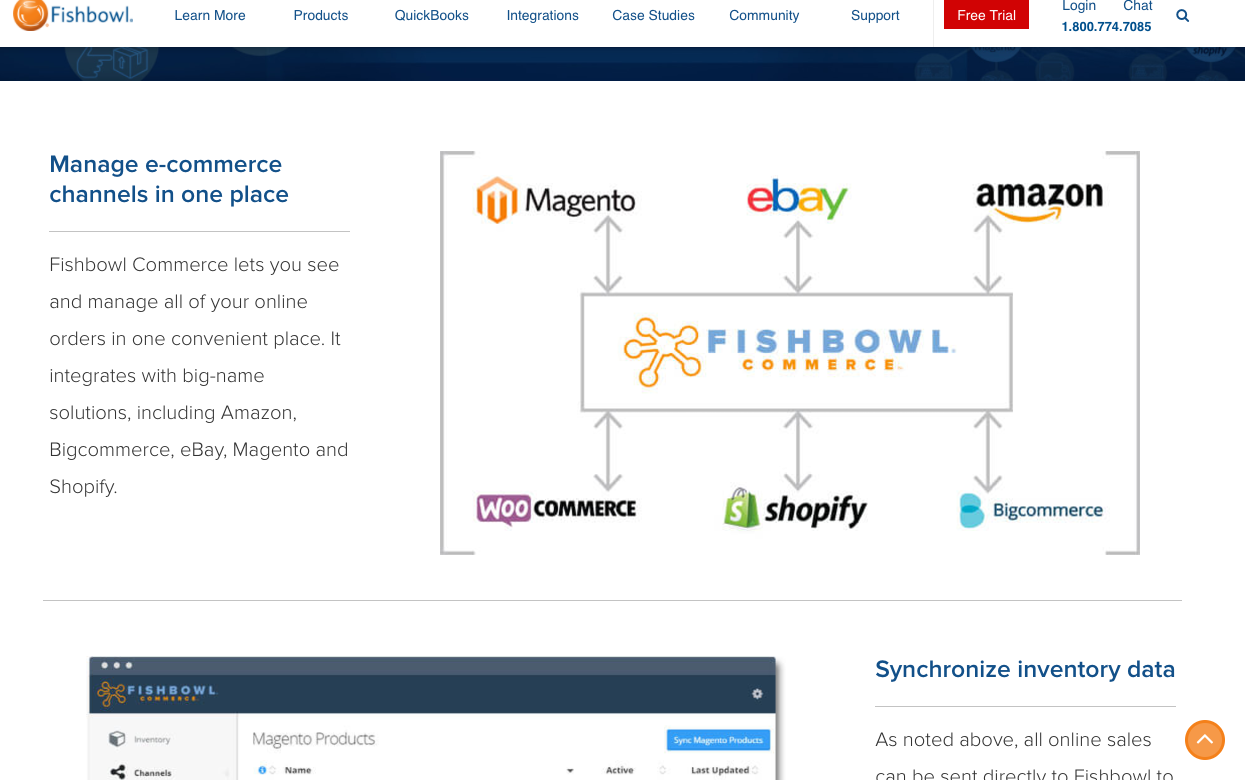 Fishbowl.
Learn More
Products
QuickBooks
Integrations
Case Studies
Community
Support
Free Trial
Login
Chat
1.800.774.7085
shopify
Manage e-commerce
channels in one place
Fishbowl Commerce lets you see
and manage all of your online
orders in one convenient place. It
integrates with big-name
solutions, including Amazon,
Bigcommerce, eBay, Magento and
Shopify.
Magento
ebay
amazon
FISHBOWL
COMMERCE
WOO COMMERCE
shopify
Bigcommerce
FISHBOWL
COMMERCE
Inventory
Channels
Magento Products
Sync Magento Products
Name
Active
Last Updated
Synchronize inventory data
As noted above, all online sales
can be sent directly to Fishbowl to